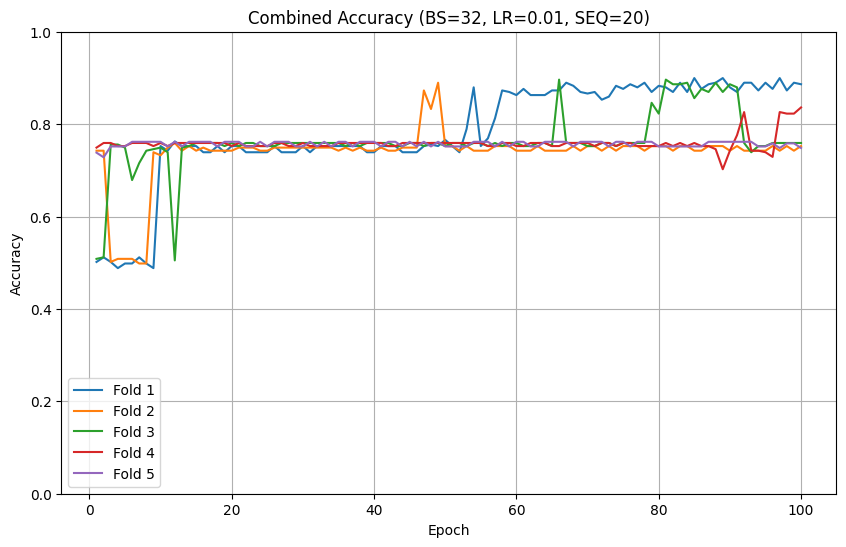 Combined Accuracy (BS=32, LR=0.01, SEQ=20)
1.0
0.8
0.6
0.4
0.2
0.0
Accuracy
Fold 1
Fold 2
Fold 3
Fold 4
Fold 5
0 20 40 60 80 100
Epoch